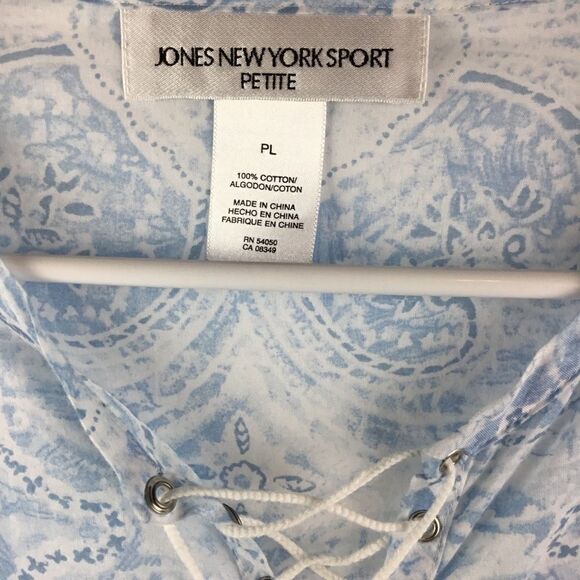 JONES NEW YORK SPORT
PETITE
PL
100% COTTON/
ALGODON/COTON
MADE IN CHINA
HECHO EN CHINA
FABRIQUE EN CHINE
RN 54050
CA 08349